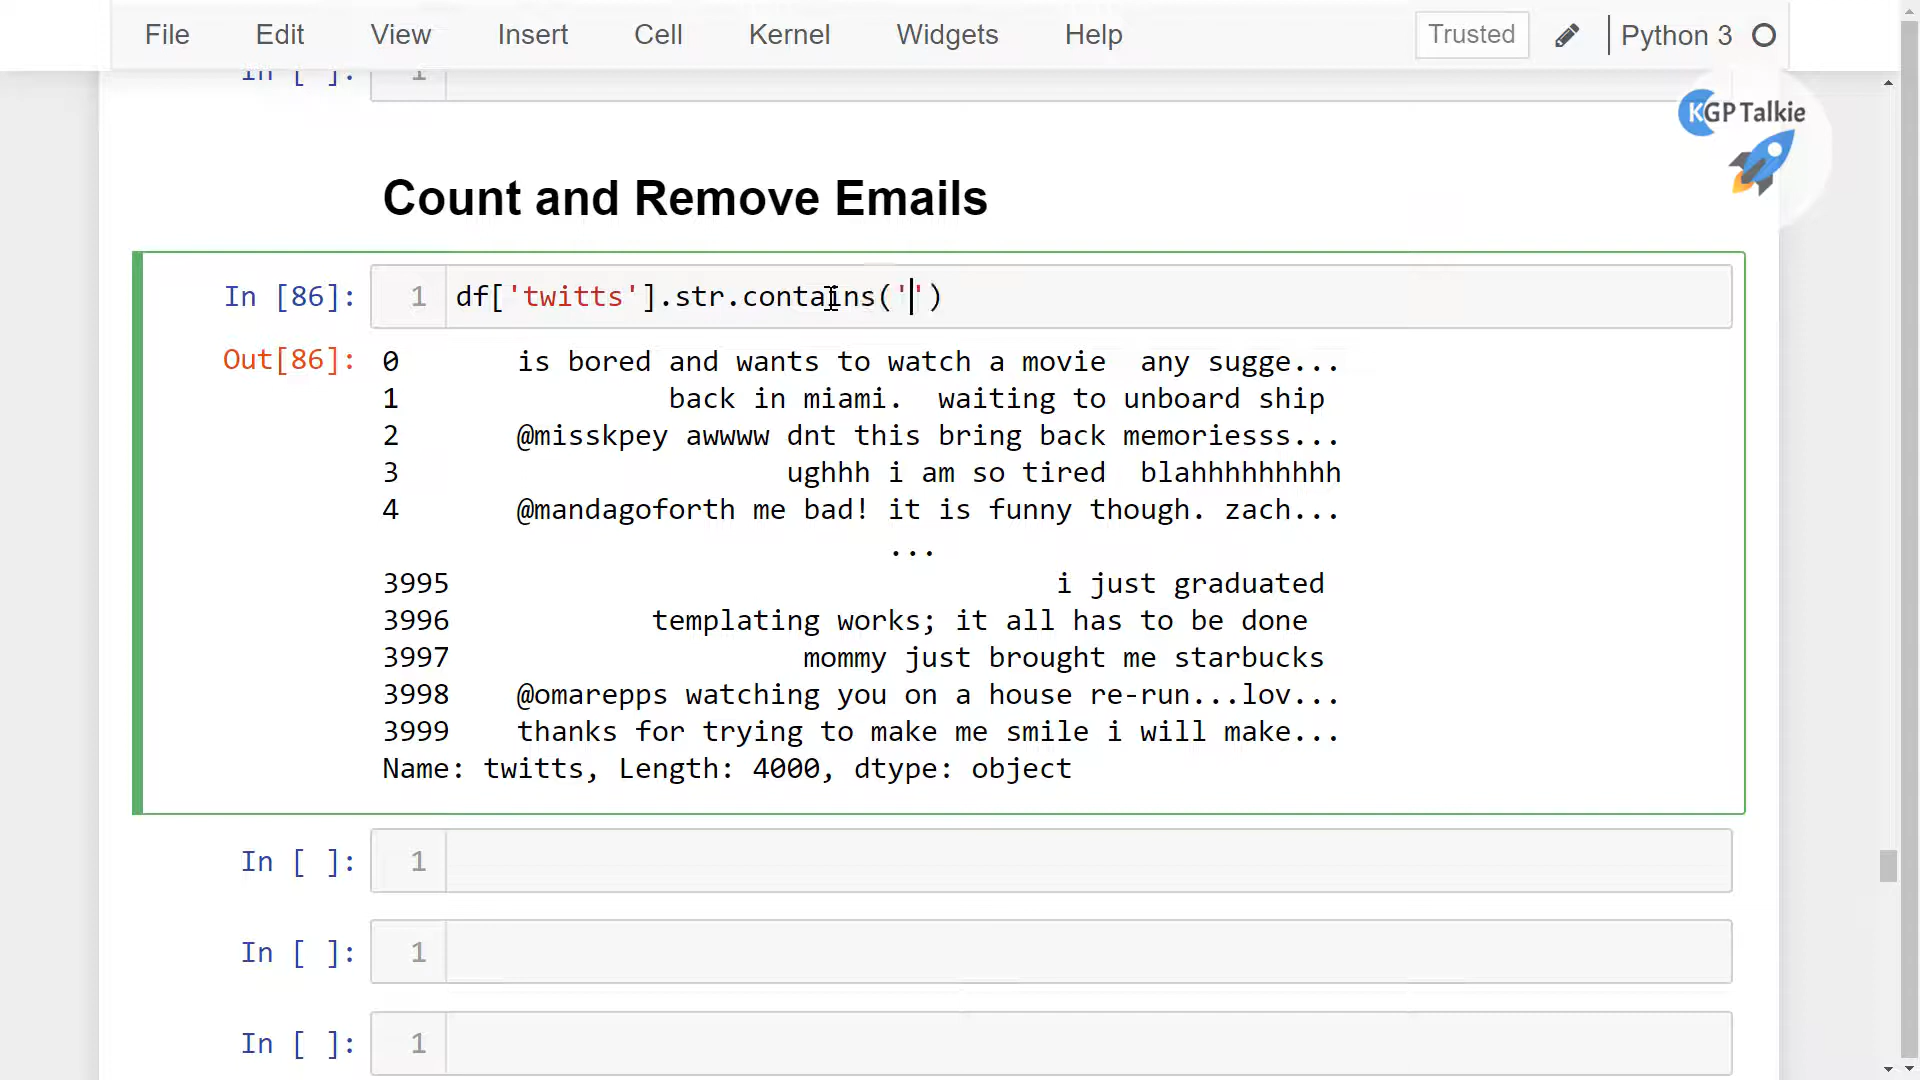 File Edit View Insert Cell Kernel Widgets Help Trusted Python 3
In [ ]: 1
KGP Talkie
Count and Remove Emails
In [86]: 1 df['twitts'].str.contains('')
Out[86]: 0 is bored and wants to watch a movie any sugge...
1 back in miami. waiting to unboard ship
2 @misskpey awwww dnt this bring back memoriesss...
3 ughhh i am so tired blahhhhhhhhh
4 @mandagoforth me bad! it is funny though. zach...
...
3995 i just graduated
3996 templating works; it all has to be done
3997 mommy just brought me starbucks
3998 @omarepps watching you on a house re-run...lov...
3999 thanks for trying to make me smile i will make...
Name: twitts, Length: 4000, dtype: object
In [ ]: 1
In [ ]: 1
In [ ]: 1